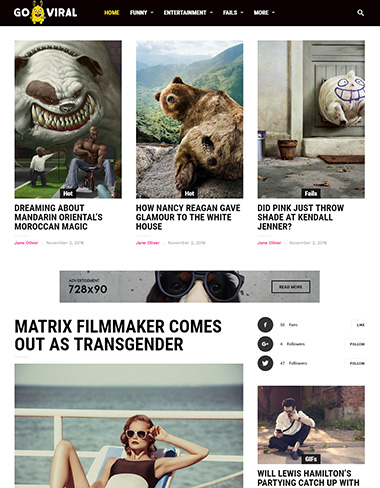 GO VIRAL
HOME FUNNY ENTERTAINMENT FAILS MORE
Hot
DREAMING ABOUT
MANDARIN ORIENTAL'S
MOROCCAN MAGIC
Jane Oliver - November 2, 2016
Hot
HOW NANCY REAGAN GAVE
GLAMOUR TO THE WHITE
HOUSE
Jane Oliver - November 2, 2016
Fails
DID PINK JUST THROW
SHADE AT KENDALL
JENNER?
Jane Oliver - November 2, 2016
ADVERTISEMENT
728x90
READ MORE
MATRIX FILMMAKER COMES
OUT AS TRANSGENDER
Fans LIKE
4 Followers FOLLOW
47 Followers FOLLOW
GIFs
WILL LEWIS HAMILTON'S
PARTYING CATCH UP WITH